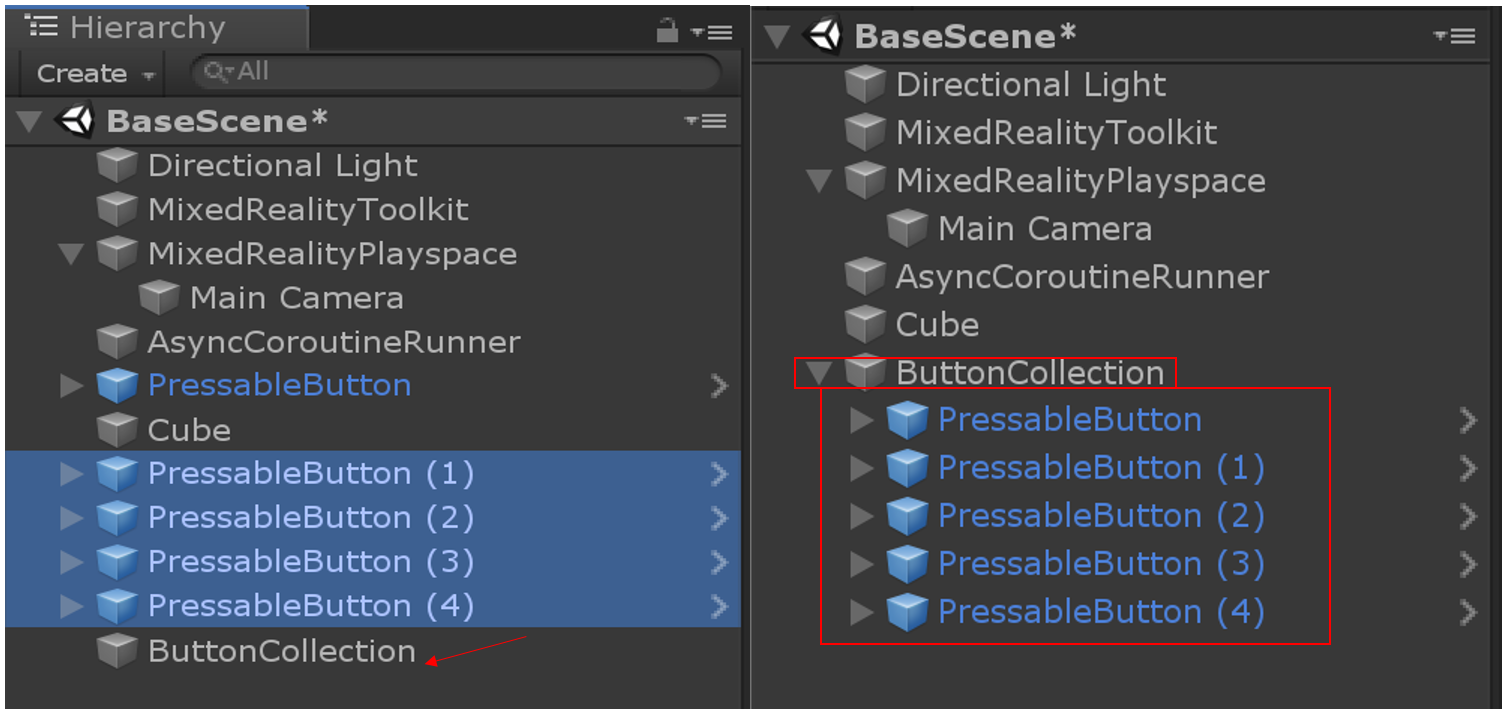 Hierarchy
Create
All
BaseScene*
Directional Light
MixedRealityToolkit
MixedRealityPlayspace
Main Camera
AsyncCoroutineRunner
PressableButton
Cube
PressableButton (1)
PressableButton (2)
PressableButton (3)
PressableButton (4)
ButtonCollection
BaseScene*
Directional Light
MixedRealityToolkit
MixedRealityPlayspace
Main Camera
AsyncCoroutineRunner
Cube
ButtonCollection
PressableButton
PressableButton (1)
PressableButton (2)
PressableButton (3)
PressableButton (4)